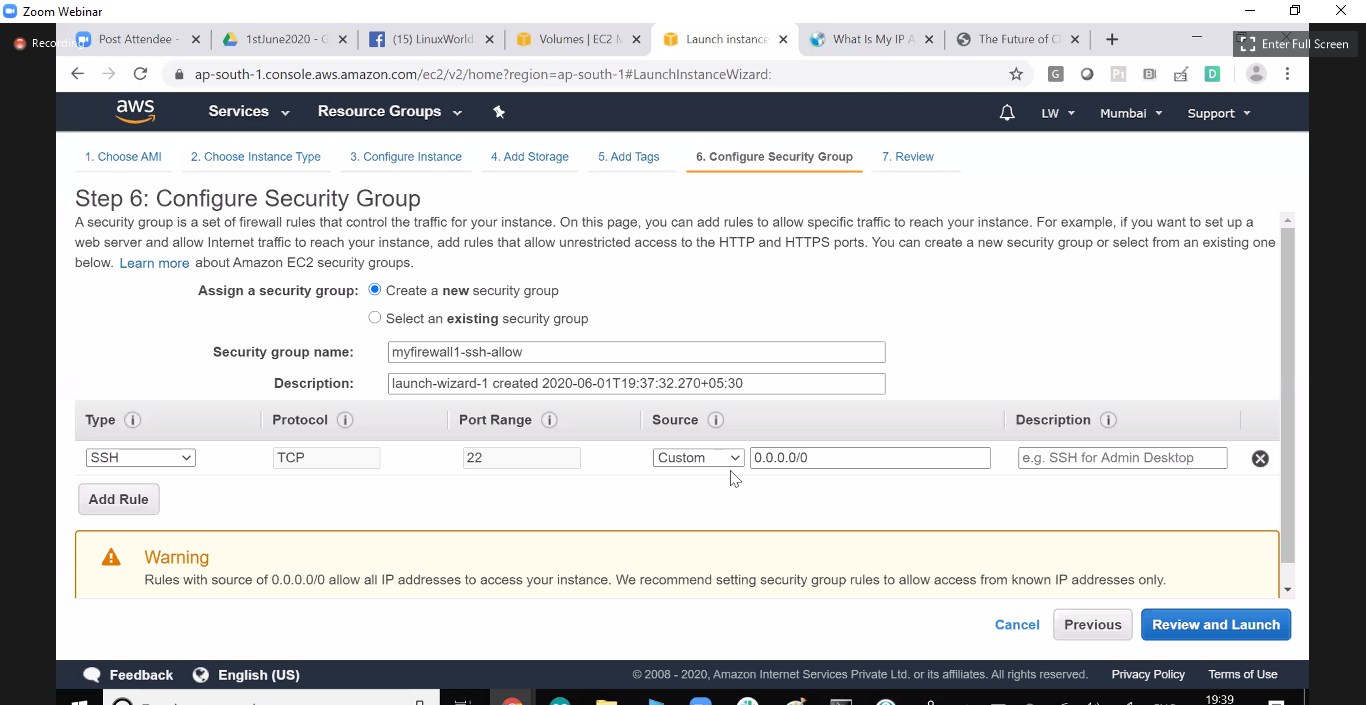 Zoom Webinar
Recording
Post Attendee -
1stJune2020 - G
(15) LinuxWorld
Volumes | EC2 M
Launch instance
What Is My IP A
The Future of Cl
Enter Full Screen
ap-south-1.console.aws.amazon.com/ec2/v2/home?region=ap-south-1#LaunchInstanceWizard:
aws
Services
Resource Groups
LW
Mumbai
Support
1. Choose AMI
2. Choose Instance Type
3. Configure Instance
4. Add Storage
5. Add Tags
6. Configure Security Group
7. Review
Step 6: Configure Security Group
A security group is a set of firewall rules that control the traffic for your instance. On this page, you can add rules to allow specific traffic to reach your instance. For example, if you want to set up a
web server and allow Internet traffic to reach your instance, add rules that allow unrestricted access to the HTTP and HTTPS ports. You can create a new security group or select from an existing one
below. Learn more about Amazon EC2 security groups.
Assign a security group: Create a new security group
Select an existing security group
Security group name: myfirewall1-ssh-allow
Description: launch-wizard-1 created 2020-06-01T19:37:32.270+05:30
Type Protocol Port Range Source Description
SSH TCP 22 Custom 0.0.0.0/0 e.g. SSH for Admin Desktop
Add Rule
Warning
Rules with source of 0.0.0.0/0 allow all IP addresses to access your instance. We recommend setting security group rules to allow access from known IP addresses only.
Cancel Previous Review and Launch
Feedback English (US) © 2008 - 2020, Amazon Internet Services Private Ltd. or its affiliates. All rights reserved. Privacy Policy Terms of Use
19:39